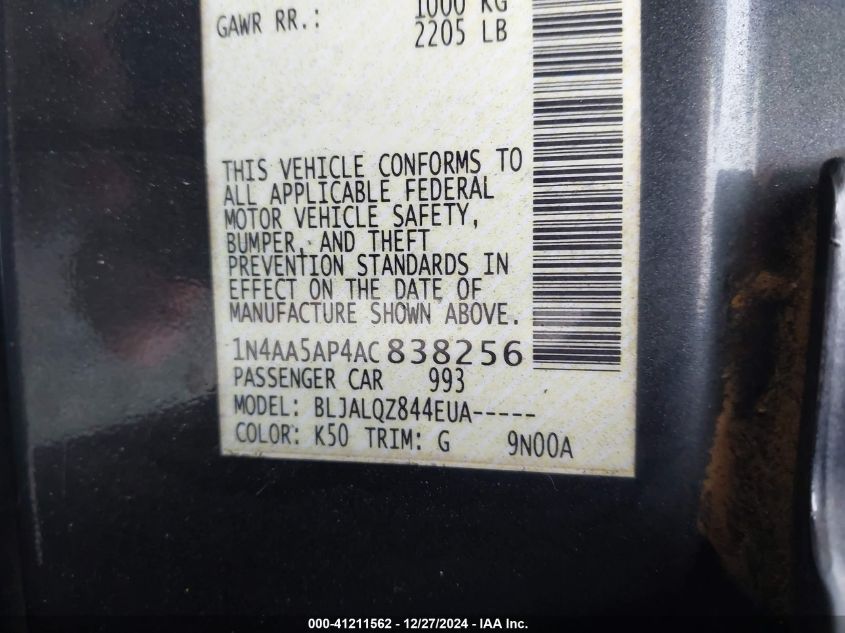 1000 KG
GAWR RR.: 2205 LB
THIS VEHICLE CONFORMS TO
ALL APPLICABLE FEDERAL
MOTOR VEHICLE SAFETY,
BUMPER, AND THEFT
PREVENTION STANDARDS IN
EFFECT ON THE DATE OF
MANUFACTURE SHOWN ABOVE.
1N4AA5AP4AC838256
PASSENGER CAR 993
MODEL: BLJALQZ844EUA-----
COLOR: K50 TRIM: G 9N00A
000-41211562 - 12/27/2024 - IAA Inc.